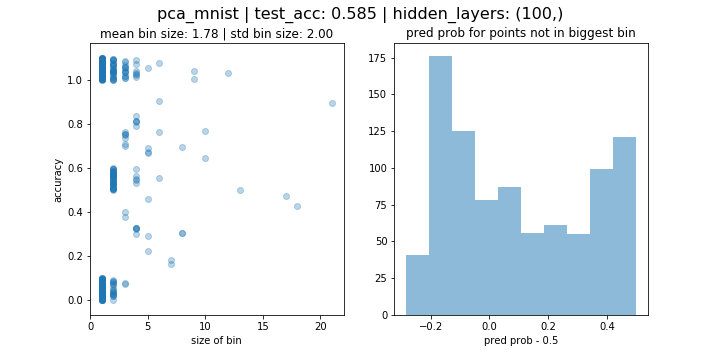 pca_mnist | test_acc: 0.585 | hidden_layers: (100,)
mean bin size: 1.78 | std bin size: 2.00
1.0
0.8
0.6
0.4
0.2
0.0
accuracy
0 5 10 15 20
size of bin
pred prob for points not in biggest bin
175
150
125
100
75
50
25
0
−0.2 0.0 0.2 0.4
pred prob - 0.5